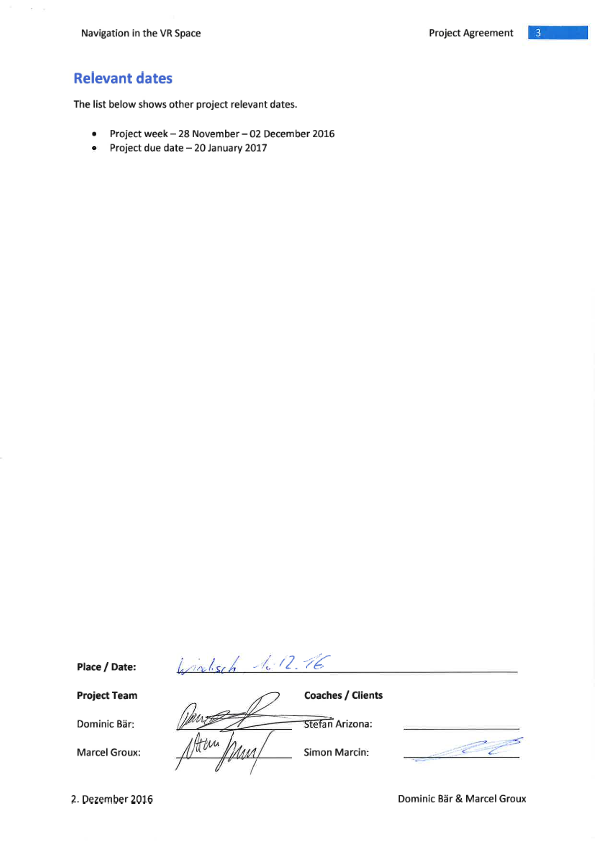 Navigation in the VR Space Project Agreement 3
Relevant dates
The list below shows other project relevant dates.
• Project week – 28 November – 02 December 2016
• Project due date – 20 January 2017
Place / Date: Windisch 1.12.16
Project Team Coaches / Clients
Dominic Bär: Stefan Arizona:
Marcel Groux: Simon Marcin:
2. Dezember 2016 Dominic Bär & Marcel Groux